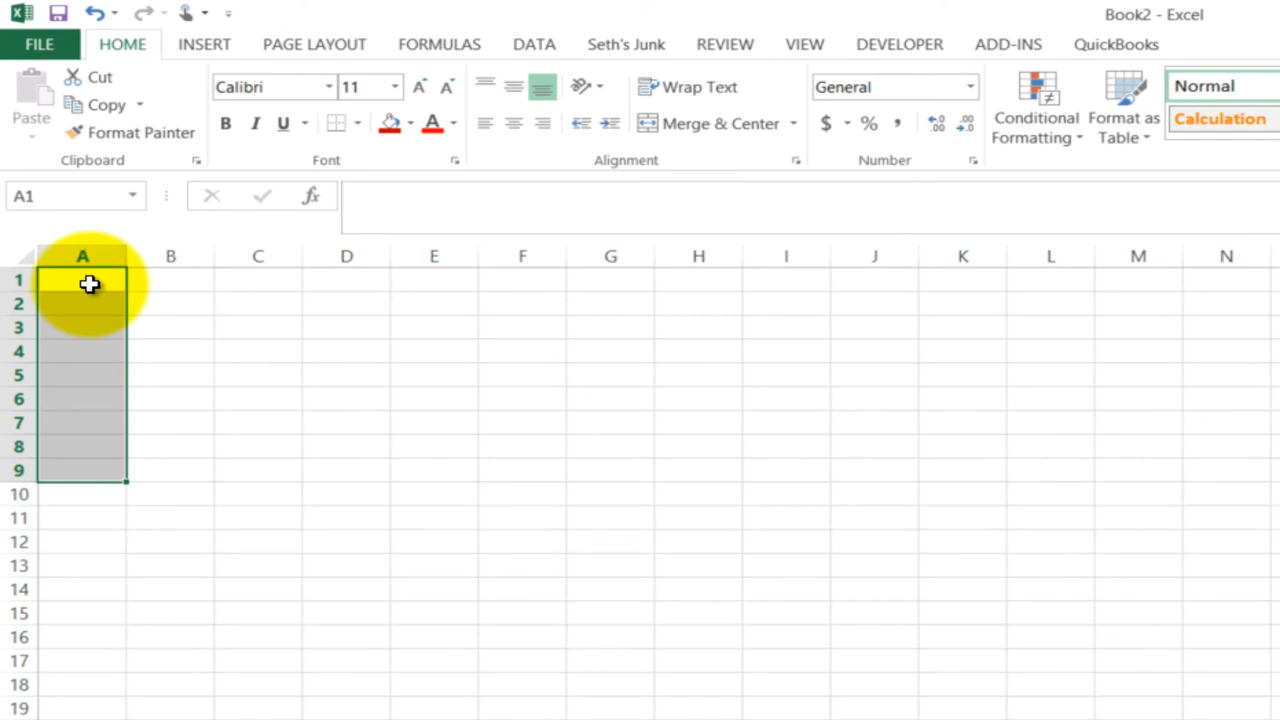 Book2 - Excel
FILE HOME INSERT PAGE LAYOUT FORMULAS DATA Seth's Junk REVIEW VIEW DEVELOPER ADD-INS QuickBooks
Paste
Cut
Copy
Format Painter
Clipboard
Calibri 11
B I U A
Font
Wrap Text
Merge & Center
Alignment
General
$ % , .00 .0
Number
Conditional Formatting
Format as Table
Normal
Calculation
A1 fx
A B C D E F G H I J K L M N
1
2
3
4
5
6
7
8
9
10
11
12
13
14
15
16
17
18
19